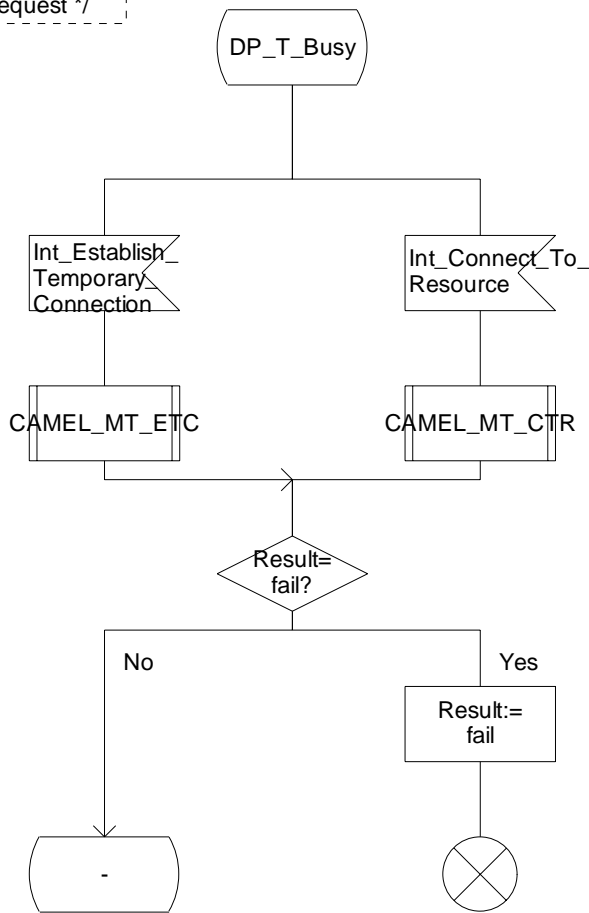 equest */
DP_T_Busy
Int_Establish_
Temporary_
Connection
Int_Connect_To_
Resource
CAMEL_MT_ETC
CAMEL_MT_CTR
Result=
fail?
No
Yes
Result:=
fail
-